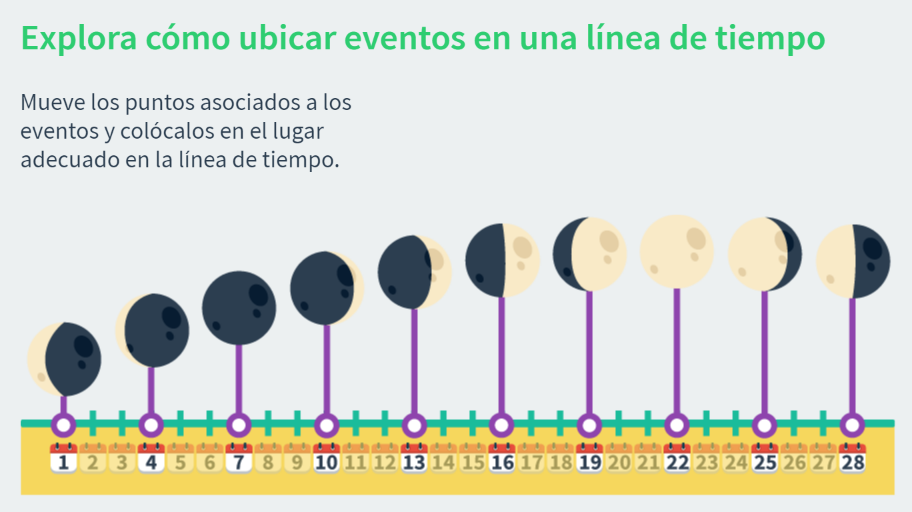 Explora cómo ubicar eventos en una línea de tiempo
Mueve los puntos asociados a los
eventos y colócalos en el lugar
adecuado en la línea de tiempo.
1 2 3 4 5 6 7 8 9 10 11 12 13 14 15 16 17 18 19 20 21 22 23 24 25 26 27 28